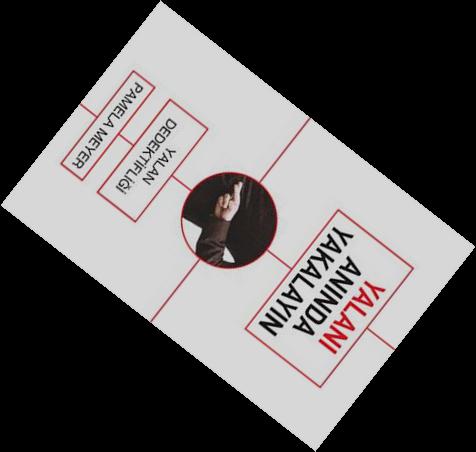 YALANI
ANINDA
YAKALAYIN
YALAN
DEDEKTİFLİĞİ
PAMELA MEYER